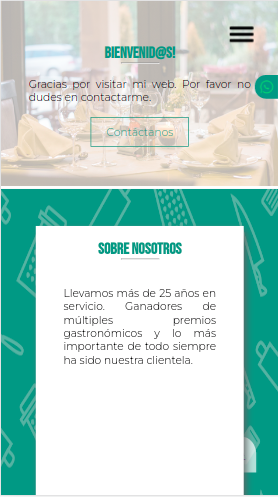 BIENVENID@S!
Gracias por visitar mi web. Por favor no
dudes en contactarme.
Contáctanos
SOBRE NOSOTROS
Llevamos más de 25 años en
servicio. Ganadores de
múltiples premios
gastronómicos y lo más
importante de todo siempre
ha sido nuestra clientela.